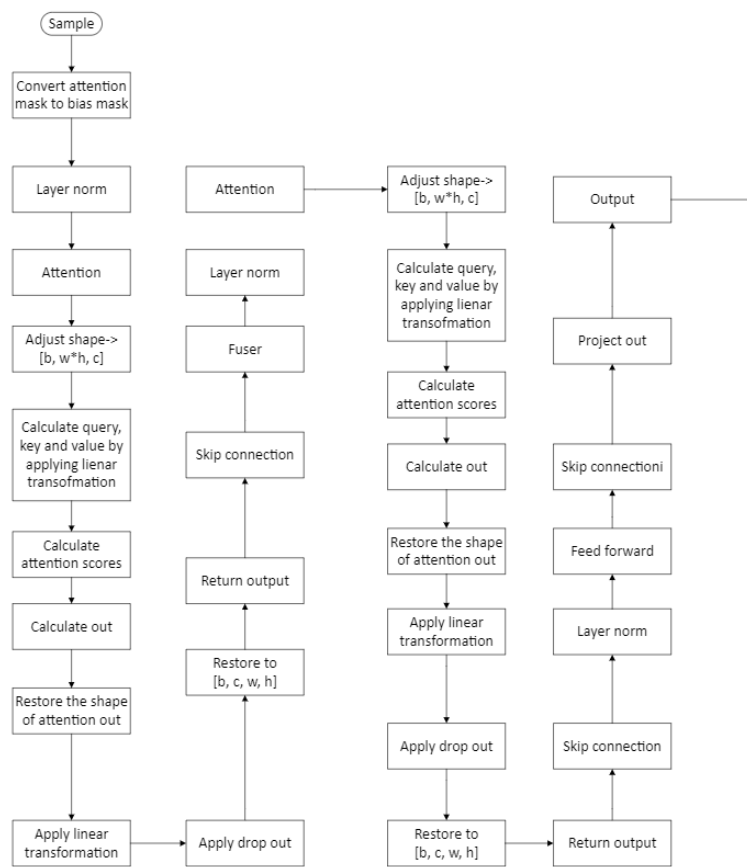 Sample
Convert attention
mask to bias mask
Layer norm
Attention
Adjust shape->
[b, w*h, c]
Calculate query,
key and value by
applying lienar
transofmation
Calculate
attention scores
Calculate out
Restore the shape
of attention out
Apply linear
transformation
Apply drop out
Restore to
[b, c, w, h]
Return output
Skip connection
Fuser
Layer norm
Attention
Adjust shape->
[b, w*h, c]
Calculate query,
key and value by
applying lienar
transofmation
Calculate
attention scores
Calculate out
Restore the shape
of attention out
Apply linear
transformation
Apply drop out
Restore to
[b, c, w, h]
Return output
Skip connection
Layer norm
Feed forward
Skip connectioni
Project out
Output